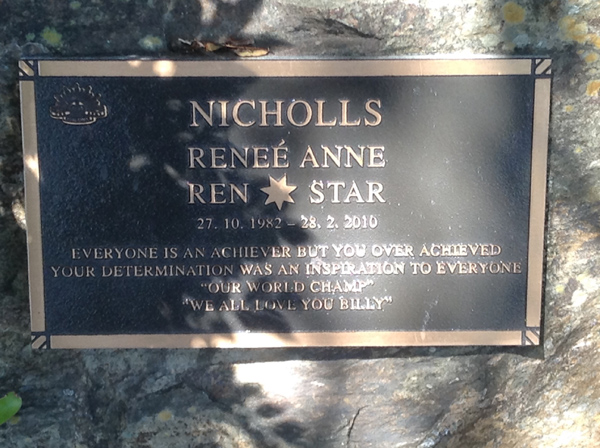 NICHOLLS
RENEÉ ANNE
REN STAR
27. 10. 1982 – 28. 2. 2010
EVERYONE IS AN ACHIEVER BUT YOU OVER ACHIEVED
YOUR DETERMINATION WAS AN INSPIRATION TO EVERYONE
"OUR WORLD CHAMP"
"WE ALL LOVE YOU BILLY"